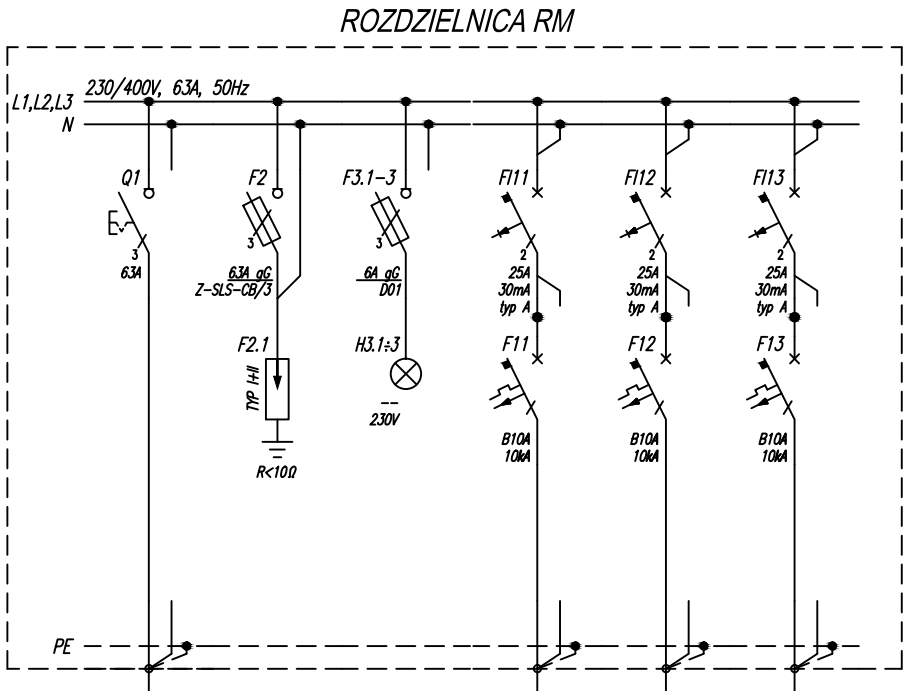 ROZDZIELNICA RM
230/400V, 63A, 50Hz
L1,L2,L3
N
Q1
3
63A
F2
3
63A gG
Z-SLS-CB/3
F2.1
TYP I+II
R<10Ω
F3.1-3
3
6A gG
D01
H3.1÷3
--
230V
FI11
2
25A
30mA
typ A
F11
B10A
10kA
FI12
2
25A
30mA
typ A
F12
B10A
10kA
FI13
2
25A
30mA
typ A
F13
B10A
10kA
PE